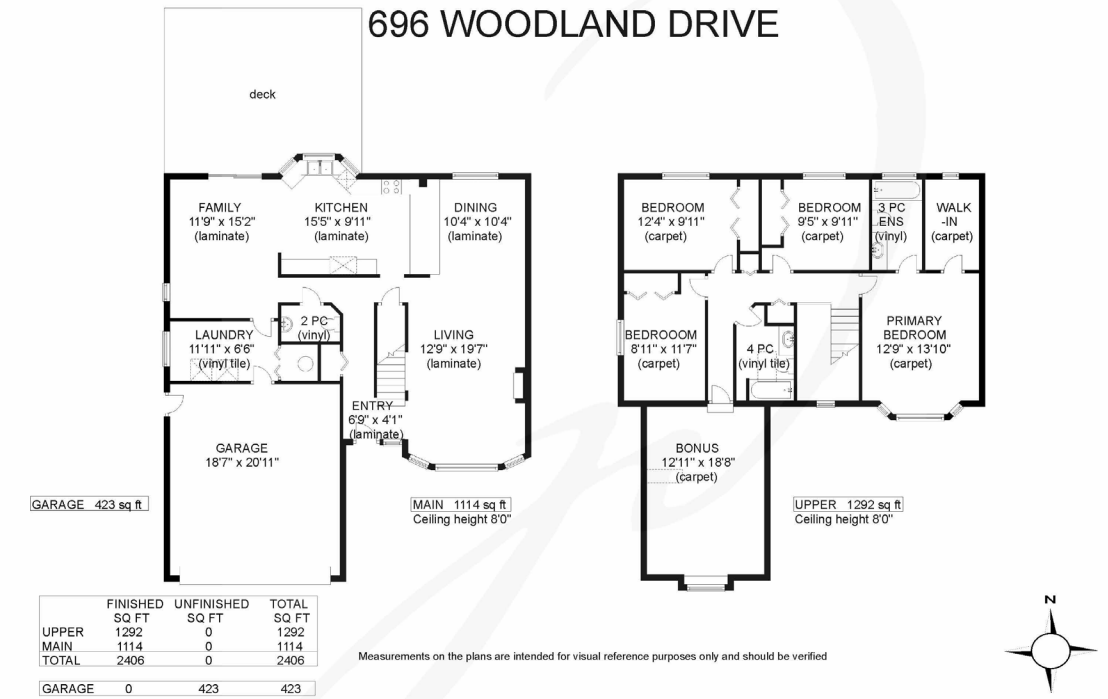 696 WOODLAND DRIVE
deck
FAMILY
11'9" x 15'2"
(laminate)
KITCHEN
15'5" x 9'11"
(laminate)
DINING
10'4" x 10'4"
(laminate)
LAUNDRY
11'11" x 6'6"
(vinyl tile)
2 PC
(vinyl)
LIVING
12'9" x 19'7"
(laminate)
ENTRY
6'9" x 4'1"
(laminate)
GARAGE
18'7" x 20'11"
GARAGE 423 sq ft
MAIN 1114 sq ft
Ceiling height 8'0"
BEDROOM
12'4" x 9'11"
(carpet)
BEDROOM
9'5" x 9'11"
(carpet)
3 PC
ENS
(vinyl)
WALK
-IN
(carpet)
BEDROOOM
8'11" x 11'7"
(carpet)
4 PC
(vinyl tile)
PRIMARY
BEDROOM
12'9" x 13'10"
(carpet)
BONUS
12'11" x 18'8"
(carpet)
UPPER 1292 sq ft
Ceiling height 8'0"
FINISHED UNFINISHED TOTAL
SQ FT SQ FT SQ FT
UPPER 1292 0 1292
MAIN 1114 0 1114
TOTAL 2406 0 2406
GARAGE 0 423 423
Measurements on the plans are intended for visual reference purposes only and should be verified
N